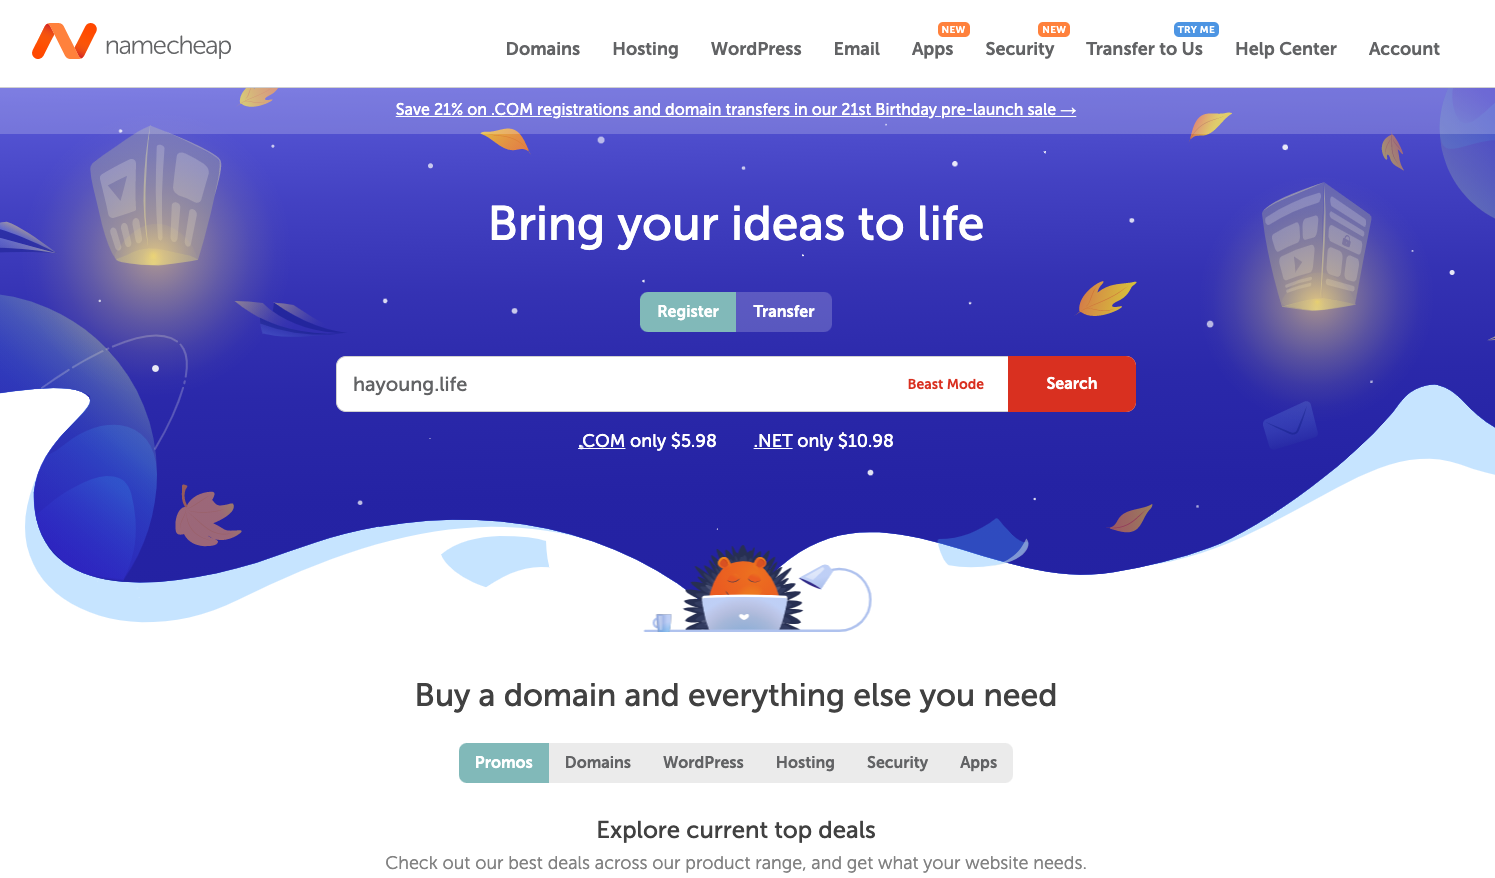 namecheap
Domains Hosting WordPress Email Apps NEW Security NEW Transfer to Us TRY ME Help Center Account
Save 21% on .COM registrations and domain transfers in our 21st Birthday pre-launch sale →
Bring your ideas to life
Register Transfer
hayoung.life Beast Mode Search
.COM only $5.98 .NET only $10.98
Buy a domain and everything else you need
Promos Domains WordPress Hosting Security Apps
Explore current top deals
Check out our best deals across our product range, and get what your website needs.